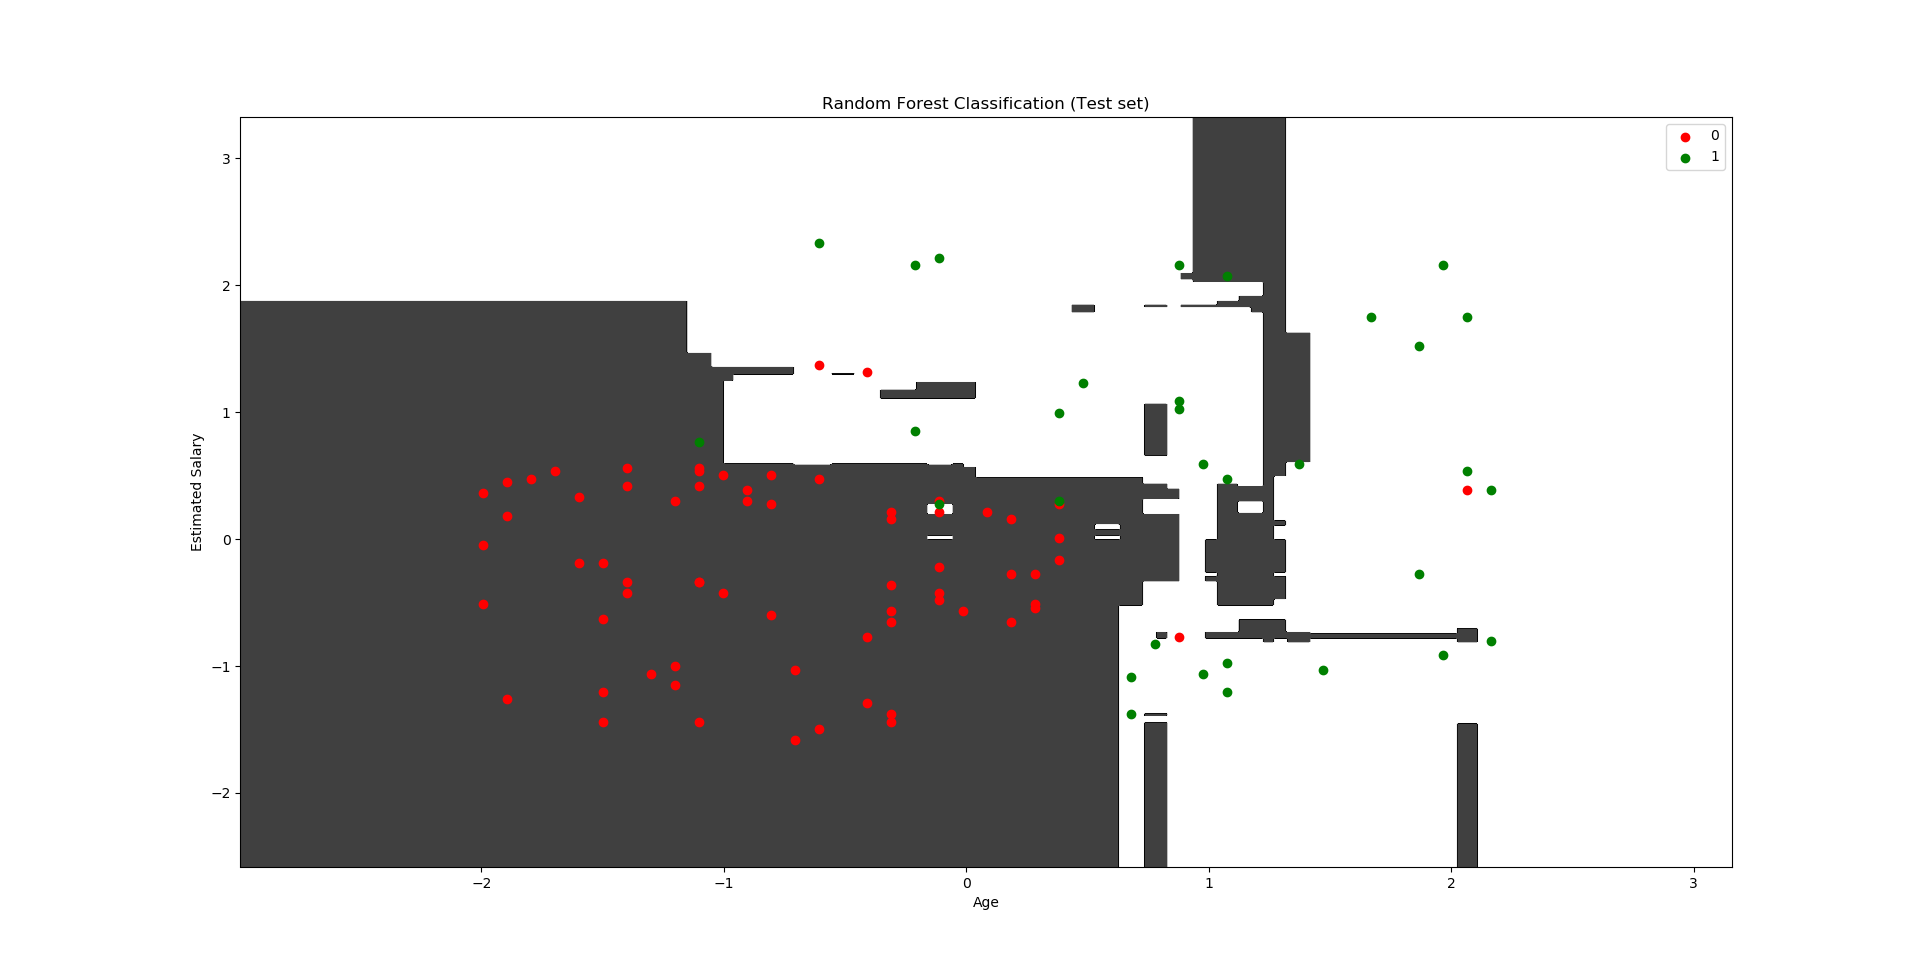 Random Forest Classification (Test set)
0
1
3
2
1
0
−1
−2
Estimated Salary
−2 −1 0 1 2 3
Age